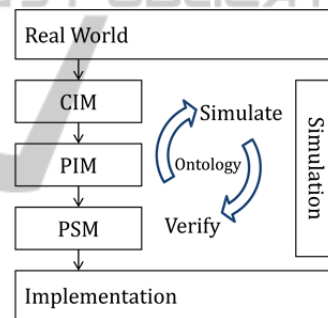 Real World
CIM
Simulate
PIM
Ontology
Simulation
PSM
Verify
Implementation